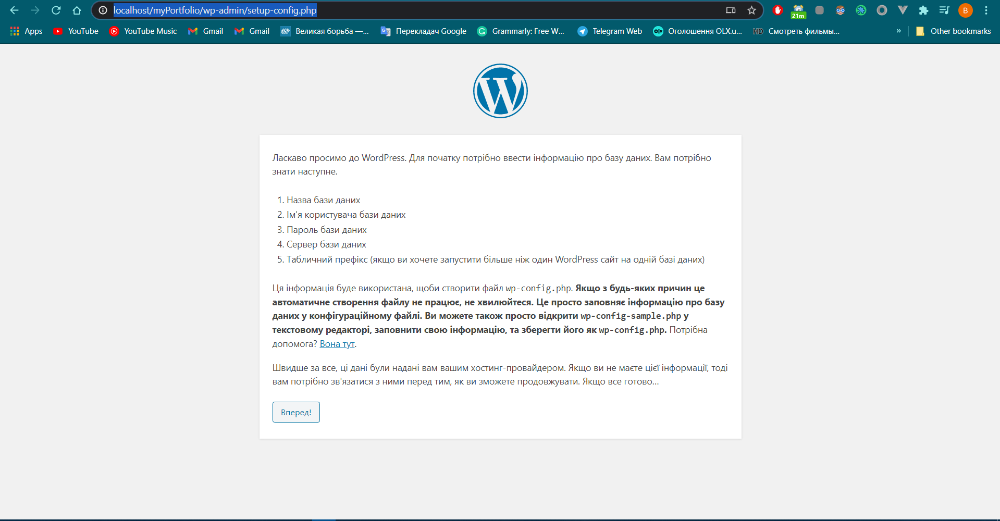 localhost/myPortfolio/wp-admin/setup-config.php
21m
B
Apps
YouTube
YouTube Music
Gmail
Gmail
Великая борьба —...
Перекладач Google
Grammarly: Free W...
Telegram Web
Оголошення OLX.u...
HD Смотреть фильмы...
»
Other bookmarks
Ласкаво просимо до WordPress. Для початку потрібно ввести інформацію про базу даних. Вам потрібно
знати наступне.
1. Назва бази даних
2. Ім'я користувача бази даних
3. Пароль бази даних
4. Сервер бази даних
5. Табличний префікс (якщо ви хочете запустити більше ніж один WordPress сайт на одній базі даних)
Ця інформація буде використана, щоби створити файл wp-config.php. Якщо з будь-яких причин це
автоматичне створення файлу не працює, не хвилюйтеся. Це просто заповняє інформацію про базу
даних у конфігураційному файлі. Ви можете також просто відкрити wp-config-sample.php у
текстовому редакторі, заповнити свою інформацію, та зберегти його як wp-config.php. Потрібна
допомога? Вона тут.
Швидше за все, ці дані були надані вам вашим хостинг-провайдером. Якщо ви не маєте цієї інформації, тоді
вам потрібно зв'язатися з ними перед тим, як ви зможете продовжувати. Якщо все готово...
Вперед!